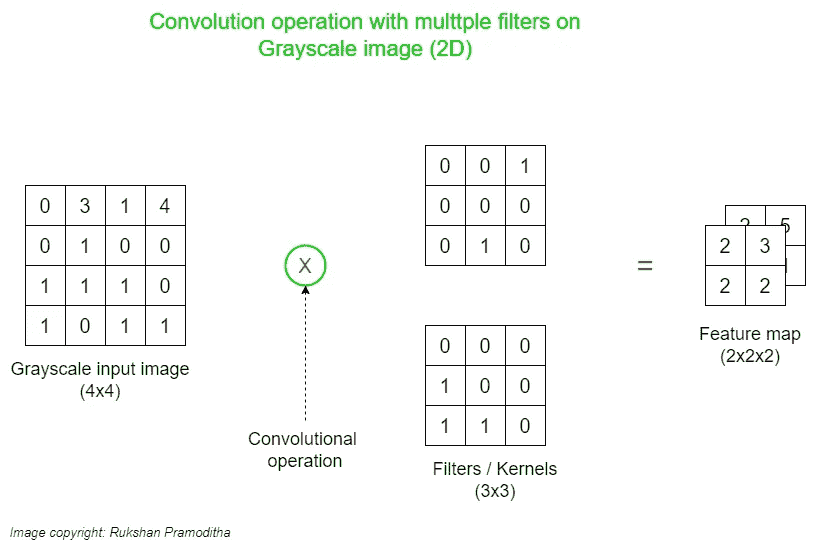 Convolution operation with multtple filters on
Grayscale image (2D)
0 0 1
0 0 0
0 1 0
0 3 1 4
0 1 0 0
1 1 1 0
1 0 1 1
Grayscale input image
(4x4)
X
Convolutional
operation
0 0 0
1 0 0
1 1 0
Filters / Kernels
(3x3)
=
5
2 3
2 2
Feature map
(2x2x2)
Image copyright: Rukshan Pramoditha